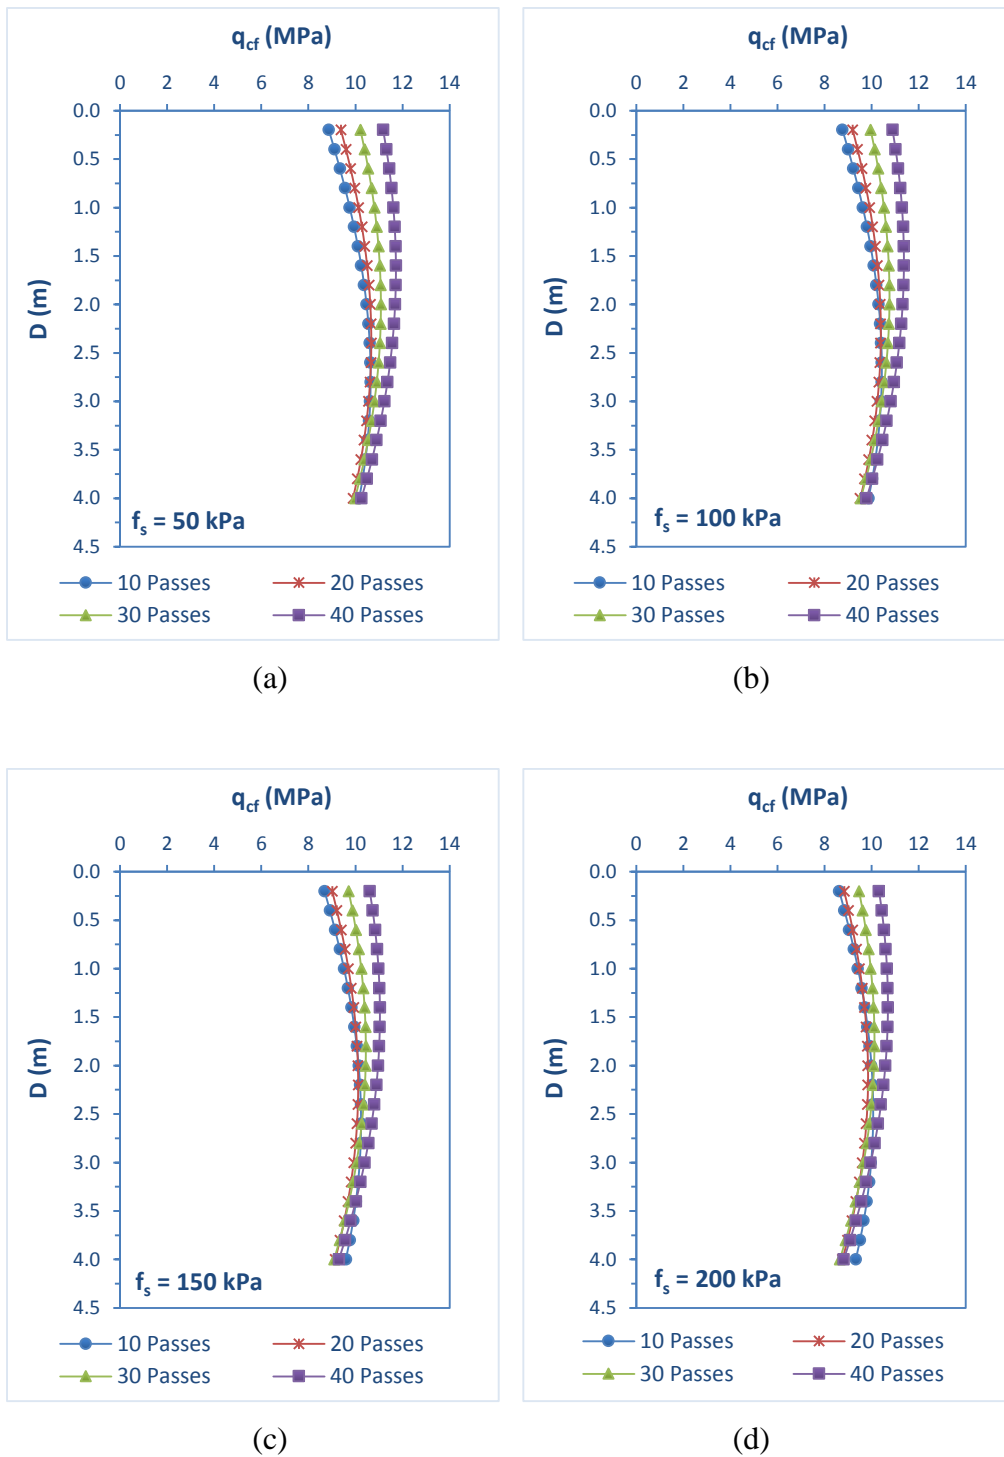 q_cf (MPa)
0 2 4 6 8 10 12 14
0.0
0.5
1.0
1.5
2.0
2.5
3.0
3.5
4.0
4.5
D (m)
f_s = 50 kPa
10 Passes 20 Passes
30 Passes 40 Passes
(a)
q_cf (MPa)
0 2 4 6 8 10 12 14
0.0
0.5
1.0
1.5
2.0
2.5
3.0
3.5
4.0
4.5
D (m)
f_s = 100 kPa
10 Passes 20 Passes
30 Passes 40 Passes
(b)
q_cf (MPa)
0 2 4 6 8 10 12 14
0.0
0.5
1.0
1.5
2.0
2.5
3.0
3.5
4.0
4.5
D (m)
f_s = 150 kPa
10 Passes 20 Passes
30 Passes 40 Passes
(c)
q_cf (MPa)
0 2 4 6 8 10 12 14
0.0
0.5
1.0
1.5
2.0
2.5
3.0
3.5
4.0
4.5
D (m)
f_s = 200 kPa
10 Passes 20 Passes
30 Passes 40 Passes
(d)